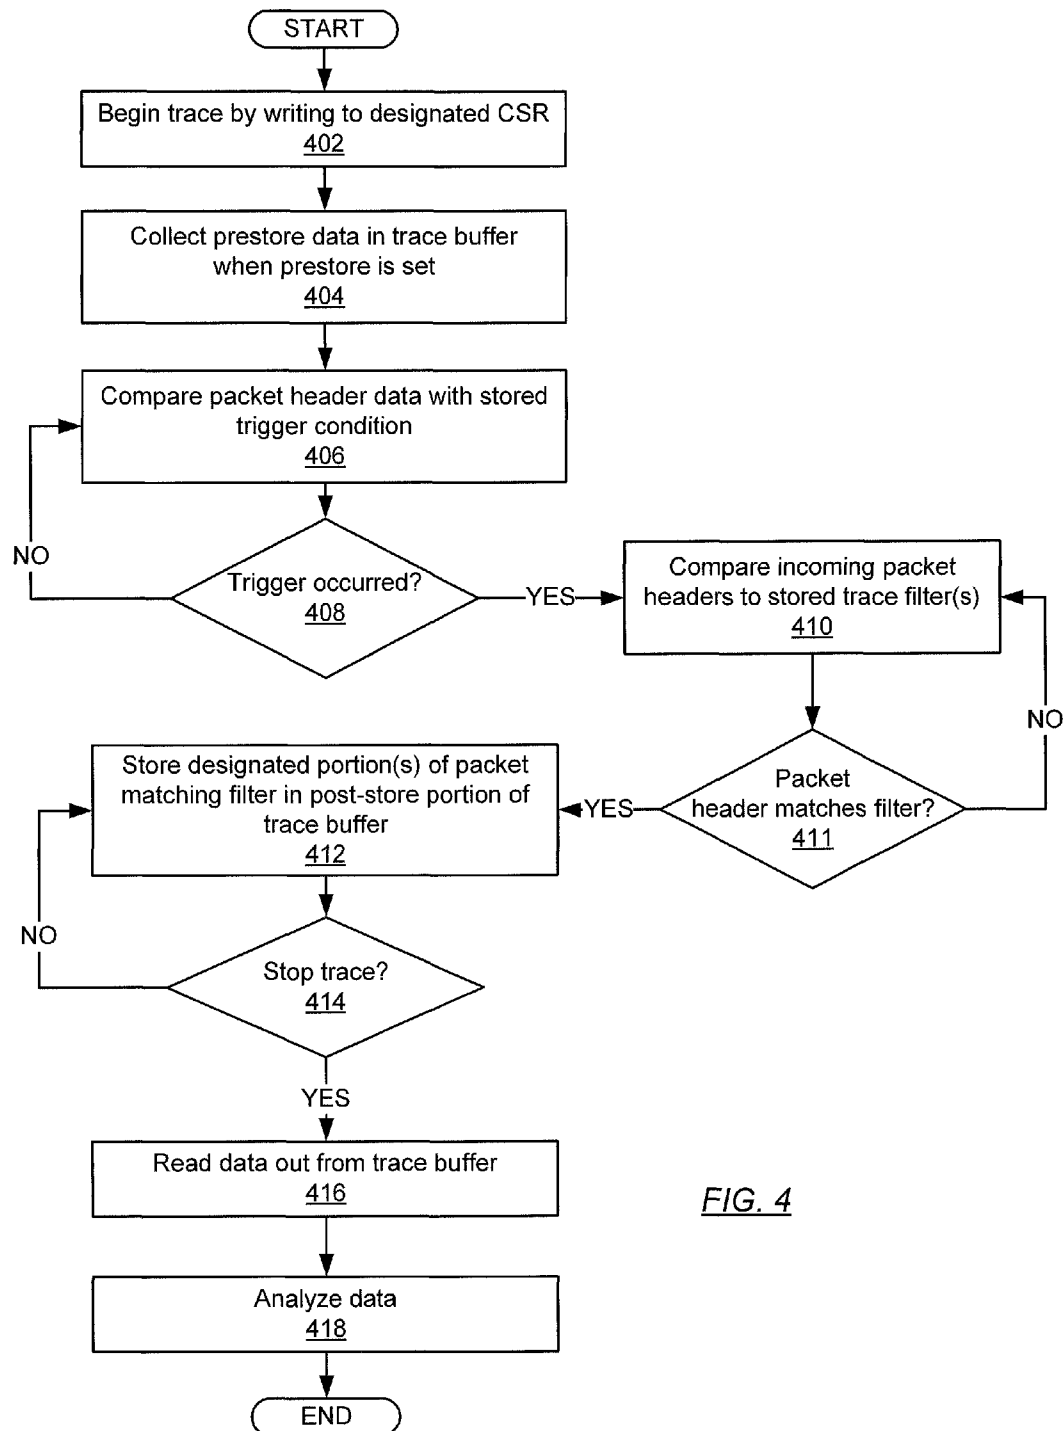 START
Begin trace by writing to designated CSR
402
Collect prestore data in trace buffer
when prestore is set
404
Compare packet header data with stored
trigger condition
406
NO
Trigger occurred?
408
YES
Compare incoming packet
headers to stored trace filter(s)
410
NO
Packet
header matches filter?
411
YES
Store designated portion(s) of packet
matching filter in post-store portion of
trace buffer
412
NO
Stop trace?
414
YES
Read data out from trace buffer
416
FIG. 4
Analyze data
418
END